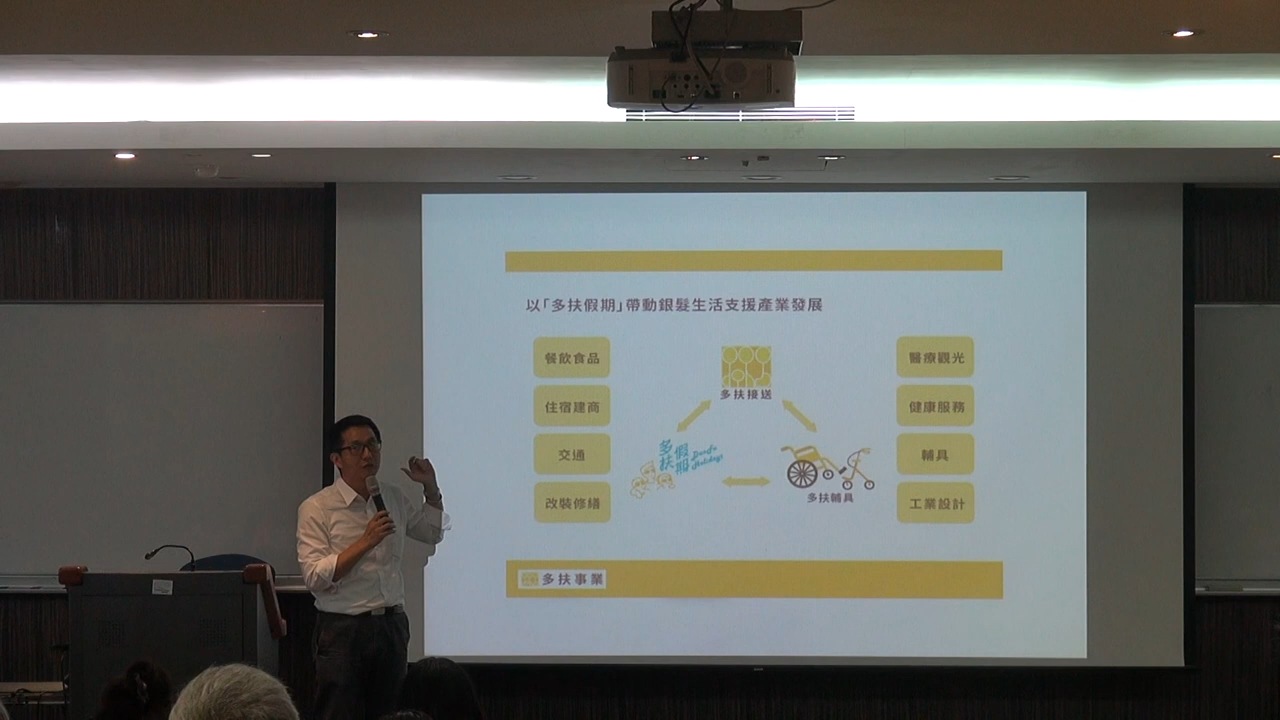 以「多扶假期」帶動銀髮生活支援產業發展
餐飲食品
住宿建商
交通
改裝修繕
多扶接送
多扶假期
Duofu Holidays
多扶輔具
醫療觀光
健康服務
輔具
工業設計
多扶事業